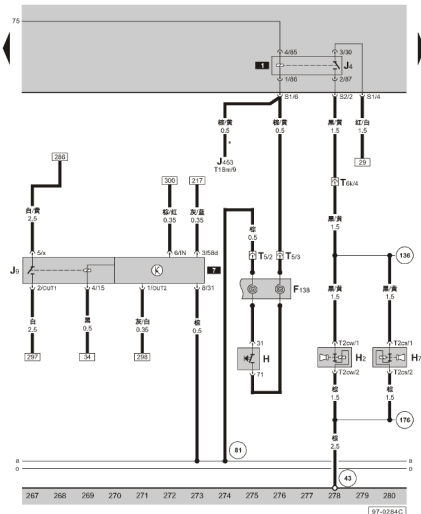 75
4/85 3/30
1 J4
1/86 2/87
S1/6 S2/2 S1/4
棕/黄 0.5 棕/黄 0.5 黑/黄 1.5 红/白 1.5
*
J453
T18m/9
29
286 300 217
T6k/4
白/黄 2.5 棕/红 0.35 灰/蓝 0.35
棕 0.5
黑/黄 1.5
5/s 6/IN 3/58d
T5/2 T5/3
136
J9 7
2/OUT1 4/15 1/OUT2 8/31
F138
黑/黄 1.5 黑/黄 1.5
白 2.5 黑 0.5 灰/白 0.35 棕 0.5
297 34 298
31
H
71
T2cw/1 T2cs/1
H2 H7
T2cw/2 T2cs/2
棕 1.5 棕 1.5
176
棕 2.5
81
a a
o o
43
267 268 269 270 271 272 273 274 275 276 277 278 279 280
97-0284C